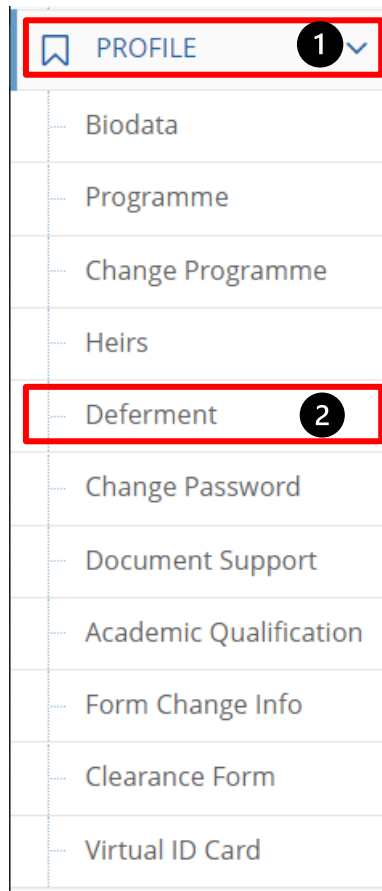 PROFILE 1
Biodata
Programme
Change Programme
Heirs
Deferment 2
Change Password
Document Support
Academic Qualification
Form Change Info
Clearance Form
Virtual ID Card